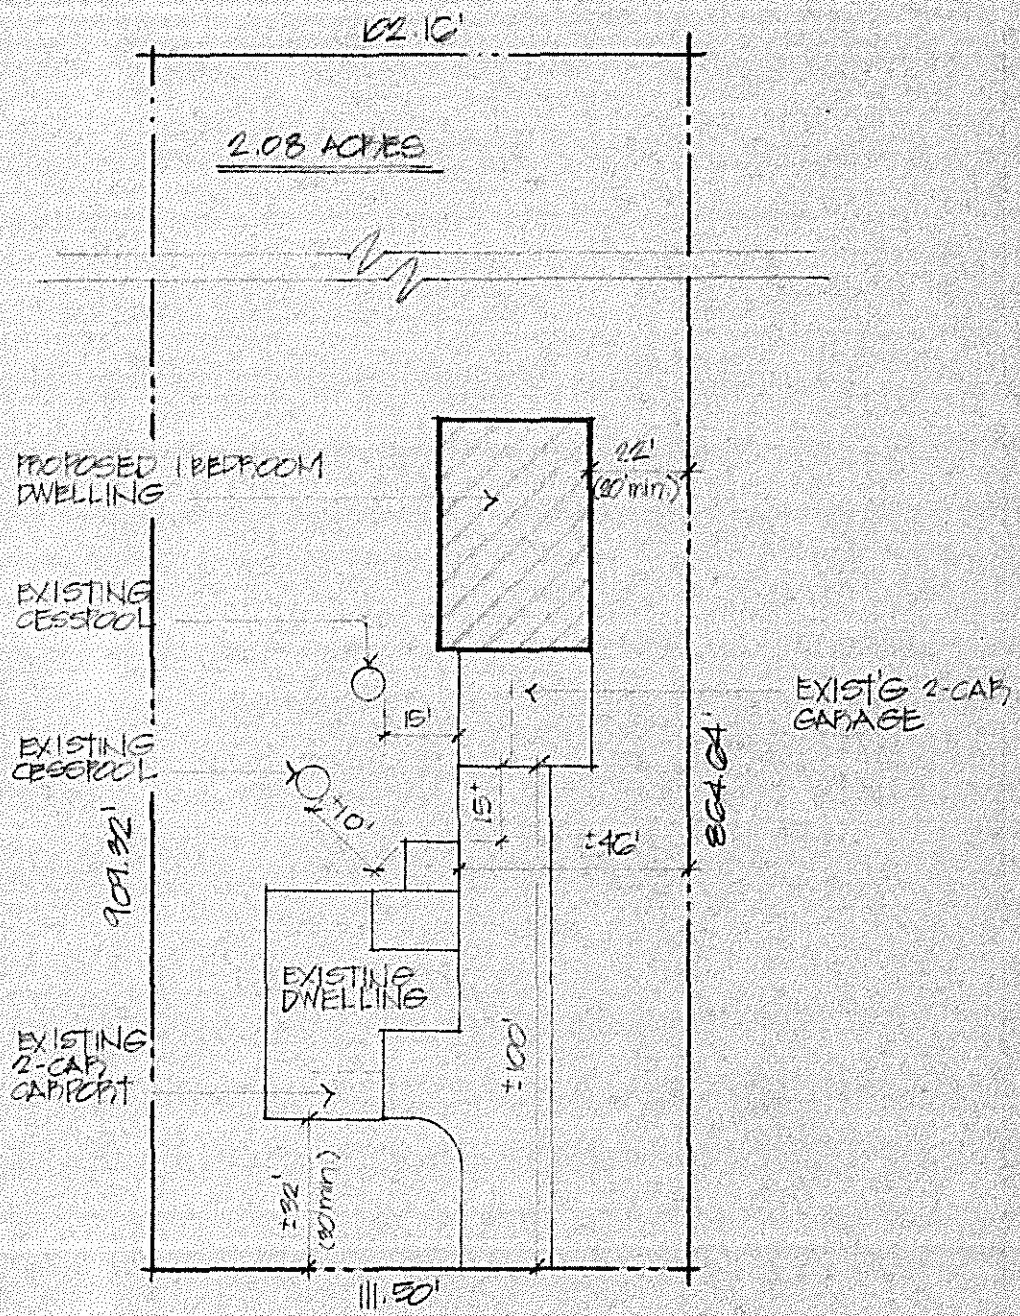 102.16'
2.08 ACRES
PROPOSED 1 BEDROOM
DWELLING
22'
(20'min.)
EXISTING
CESSPOOL
EXIST'G 2-CAR
GARAGE
15'
EXISTING
CESSPOOL
±10'
15'
±46'
864.64'
909.32'
EXISTING
DWELLING
EXISTING
2-CAR
CARPORT
±100'
±32'
(30'min.)
111.50'